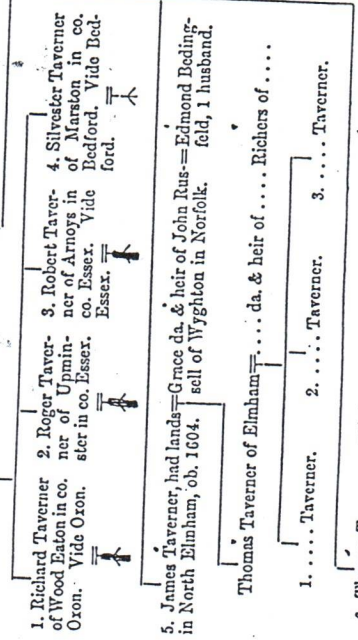 1. Richard Taverner
of Wood Eaton in co.
Oxon. Vide Oxon.
2. Roger Taver-
ner of Upmin-
ster in co. Essex.
3. Robert Taver-
ner of Arnoys in
co. Essex. Vide
Essex.
4. Silvester Taverner
of Marston in co.
Bedford. Vide Bed-
ford.
5. James Taverner, had lands=Grace da. & heir of John Rus-=Edmond Beding-
in North Elmham, ob. 1604. sell of Wyghton in Norfolk. feld, 1 husband.
Thomas Taverner of Elmham=.... da. & heir of .... Richers of ....
1. .... Taverner. 2. .... Taverner. 3. .... Taverner.